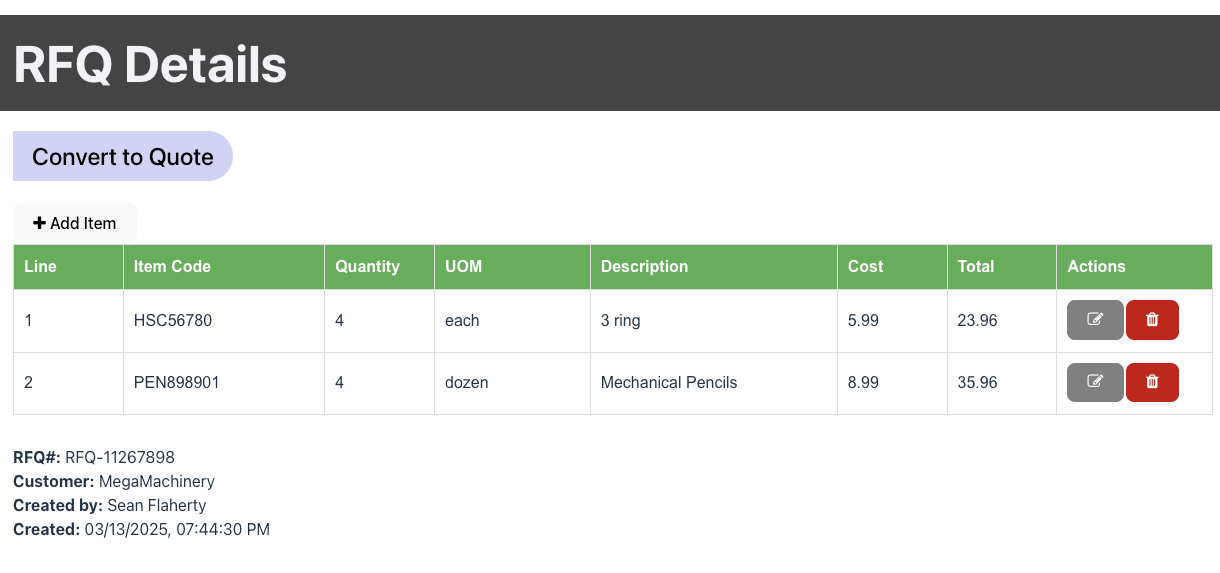 RFQ Details
Convert to Quote
Add Item
Line Item Code Quantity UOM Description Cost Total Actions
1 HSC56780 4 each 3 ring 5.99 23.96
2 PEN898901 4 dozen Mechanical Pencils 8.99 35.96
RFQ#: RFQ-11267898
Customer: MegaMachinery
Created by: Sean Flaherty
Created: 03/13/2025, 07:44:30 PM